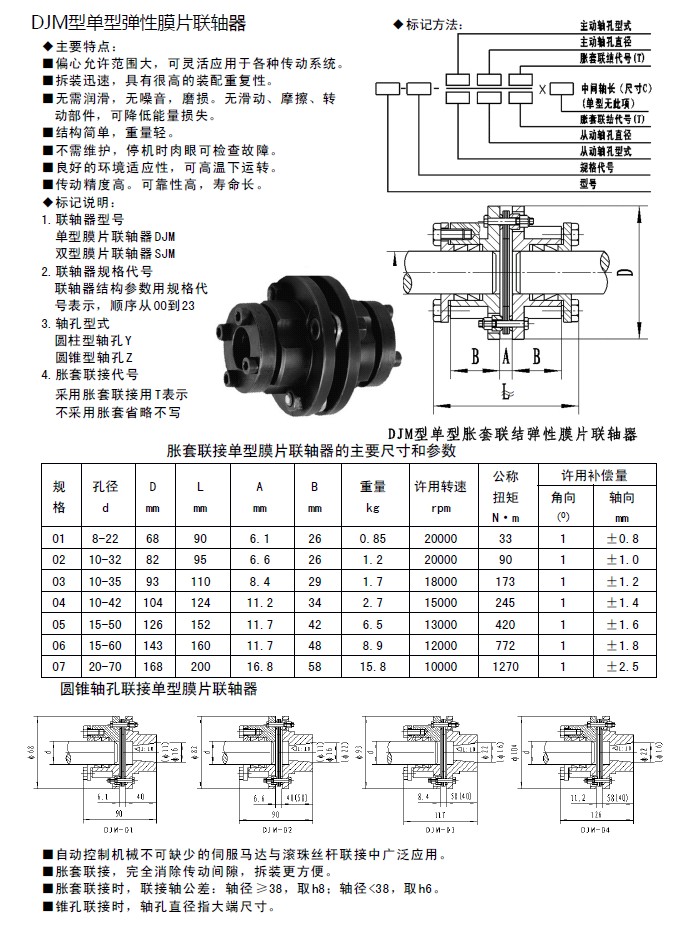 DJM型单型弹性膜片联轴器
◆主要特点：
■偏心允许范围大，可灵活应用于各种传动系统。
■拆装迅速，具有很高的装配重复性。
■无需润滑，无噪音，磨损。无滑动、摩擦、转
动部件，可降低能量损失。
■结构简单，重量轻。
■不需维护，停机时肉眼可检查故障。
■良好的环境适应性，可高温下运转。
■传动精度高。可靠性高，寿命长。
◆标记说明：
1. 联轴器型号
单型膜片联轴器DJM
双型膜片联轴器SJM
2. 联轴器规格代号
联轴器结构参数用规格代
号表示，顺序从00到23
3. 轴孔型式
圆柱型轴孔Y
圆锥型轴孔Z
4. 胀套联接代号
采用胀套联接用T表示
不采用胀套省略不写
◆标记方法：
主动轴孔型式
主动轴孔直径
胀套联结代号(T)
X
中间轴长（尺寸C）
（单型无此项）
胀套联结代号(T)
从动轴孔直径
从动轴孔型式
规格代号
型号
D
B A B
L
DJM型单型胀套联结弹性膜片联轴器
胀套联接单型膜片联轴器的主要尺寸和参数
规格 孔径 d D mm L mm A mm B mm 重量 kg 许用转速 rpm 公称扭矩 N·m 许用补偿量 角向 (⁰) 轴向 mm
01 8-22 68 90 6.1 26 0.85 20000 33 1 ±0.8
02 10-32 82 95 6.6 26 1.2 20000 90 1 ±1.0
03 10-35 93 110 8.4 29 1.7 18000 173 1 ±1.2
04 10-42 104 124 11.2 34 2.7 15000 245 1 ±1.4
05 15-50 126 152 11.7 42 6.5 13000 420 1 ±1.6
06 15-60 143 160 11.7 48 8.9 12000 772 1 ±1.8
07 20-70 168 200 16.8 58 15.8 10000 1270 1 ±2.5
圆锥轴孔联接单型膜片联轴器
φ68 d φ(11) φ16
6.1 40
90
DJM-01
φ82 d φ(11) φ16 φ(22)
6.6 40(50)
90
DJM-02
φ93 d φ22 φ(16)
8.4 50(40)
117
DJM-03
φ104 d φ22 φ(16)
11.2 58(40)
126
DJM-04
■自动控制机械不可缺少的伺服马达与滚珠丝杆联接中广泛应用。
■胀套联接，完全消除传动间隙，拆装更方便。
■胀套联接时，联接轴公差：轴径≥38，取h8；轴径<38，取h6。
■锥孔联接时，轴孔直径指大端尺寸。